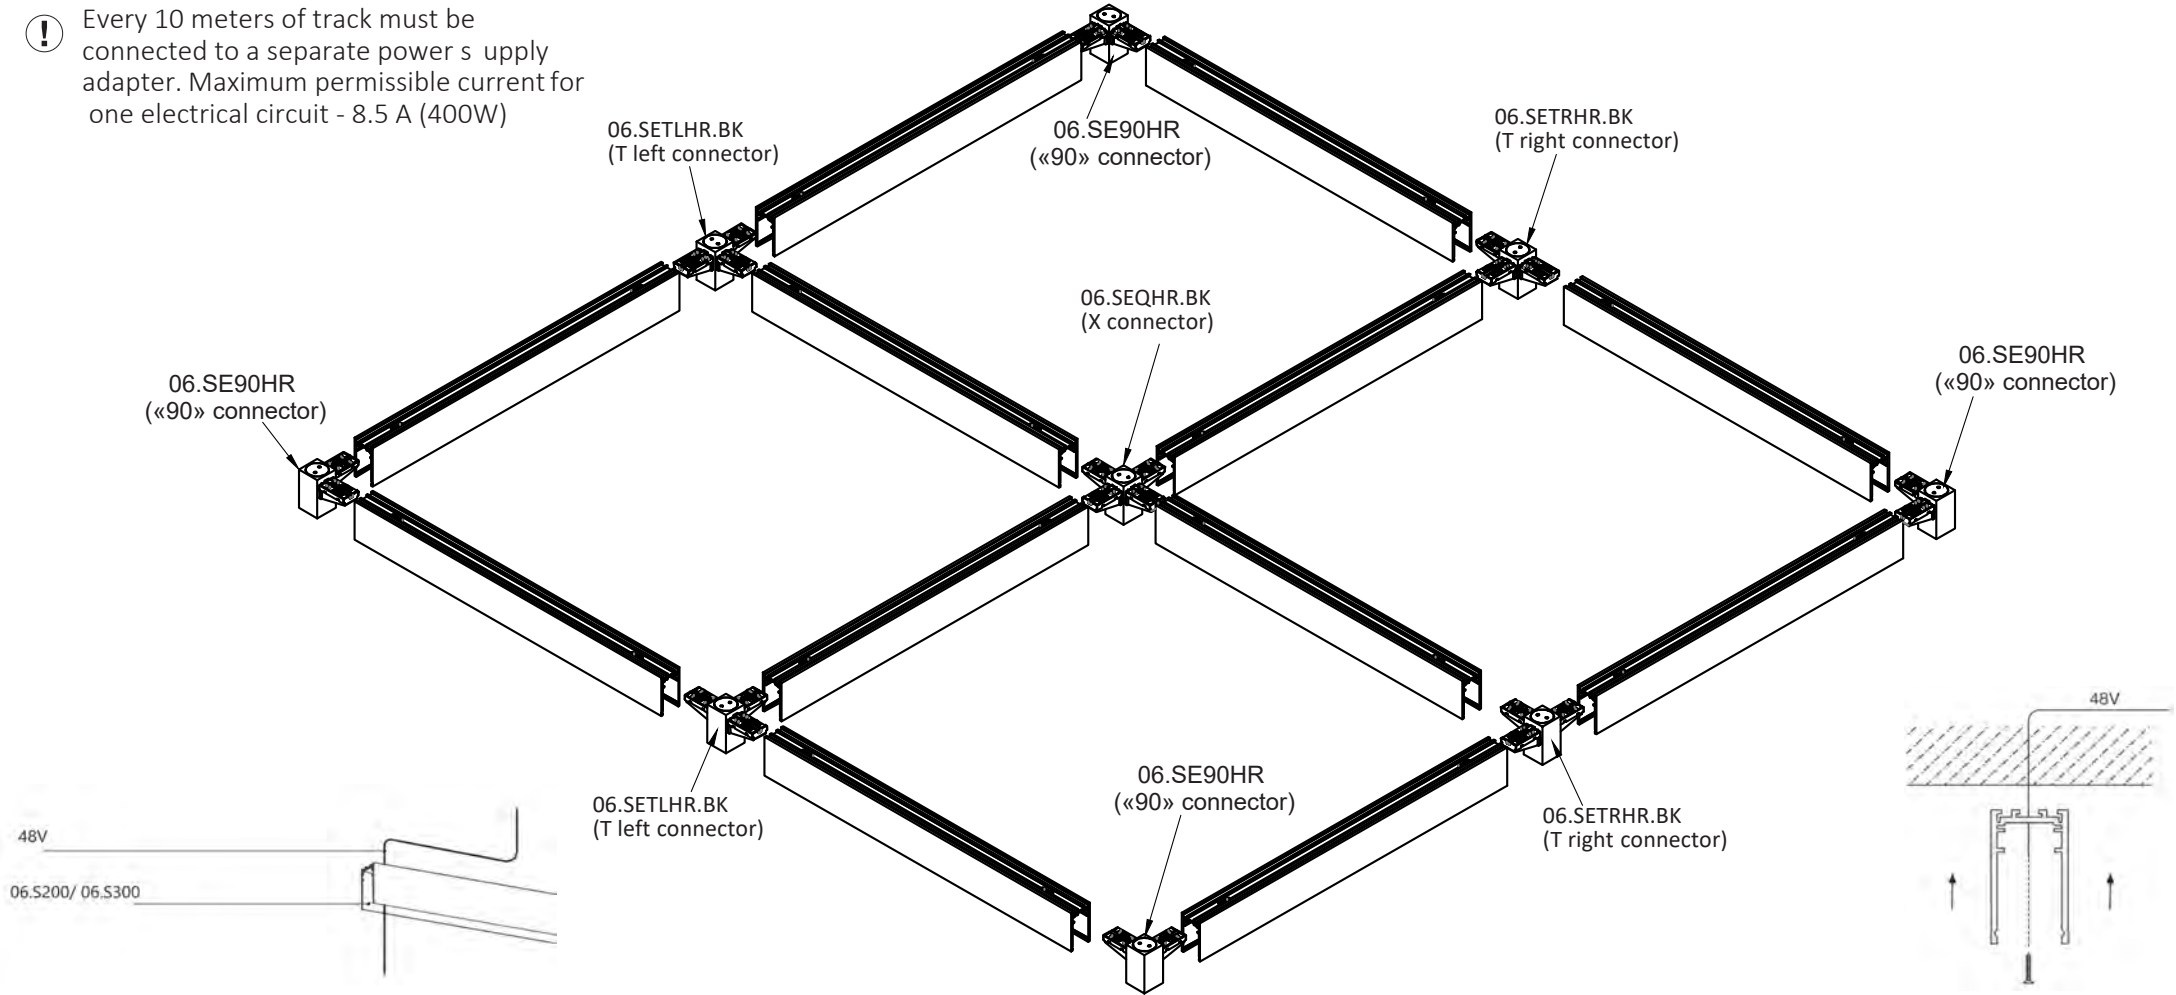 Every 10 meters of track must be
connected to a separate power s upply
adapter. Maximum permissible current for
one electrical circuit - 8.5 A (400W)
06.SETLHR.BK
(T left connector)
06.SE90HR
(«90» connector)
06.SETRHR.BK
(T right connector)
06.SEQHR.BK
(X connector)
06.SE90HR
(«90» connector)
06.SE90HR
(«90» connector)
06.SETLHR.BK
(T left connector)
06.SE90HR
(«90» connector)
06.SETRHR.BK
(T right connector)
48V
06.S200/ 06.S300
48V